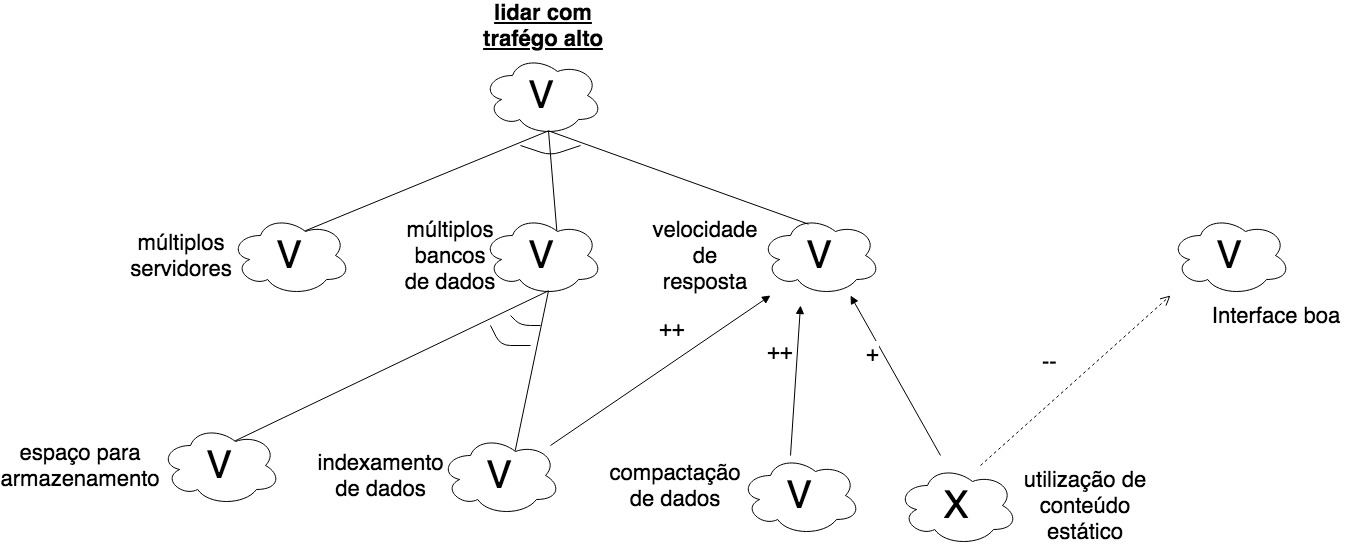 lidar com
trafégo alto
V
múltiplos
servidores
V
múltiplos
bancos
de dados
V
velocidade
de
resposta
V
V
Interface boa
++
++
+
--
espaço para
armazenamento
V
indexamento
de dados
V
compactação
de dados
V
X
utilização de
conteúdo
estático